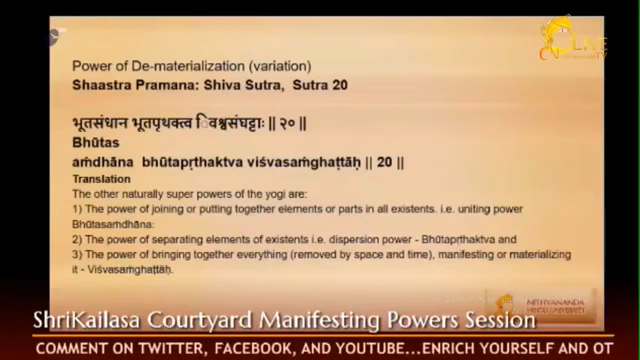 LIVE
TV
Power of De-materialization (variation)
Shaastra Pramana: Shiva Sutra, Sutra 20
भूतसंधान भूतपृथक्त्व िवश्वसंघट्टाः || २० ||
Bhūtas
aṁdhāna bhūtapṛthaktva viśvasaṁghaṭṭāḥ || 20 ||
Translation
The other naturally super powers of the yogi are:
1) The power of joining or putting together elements or parts in all existents. i.e. uniting power
Bhūtasaṁdhāna:
2) The power of separating elements of existents i.e. dispersion power - Bhūtapṛthaktva and
3) The power of bringing together everything (removed by space and time), manifesting or materializing
it - Viśvasaṁghaṭṭāḥ.
NITHYANANDA
HINDU UNIVERSITY
ShriKailasa Courtyard Manifesting Powers Session
COMMENT ON TWITTER, FACEBOOK, AND YOUTUBE...ENRICH YOURSELF AND OT